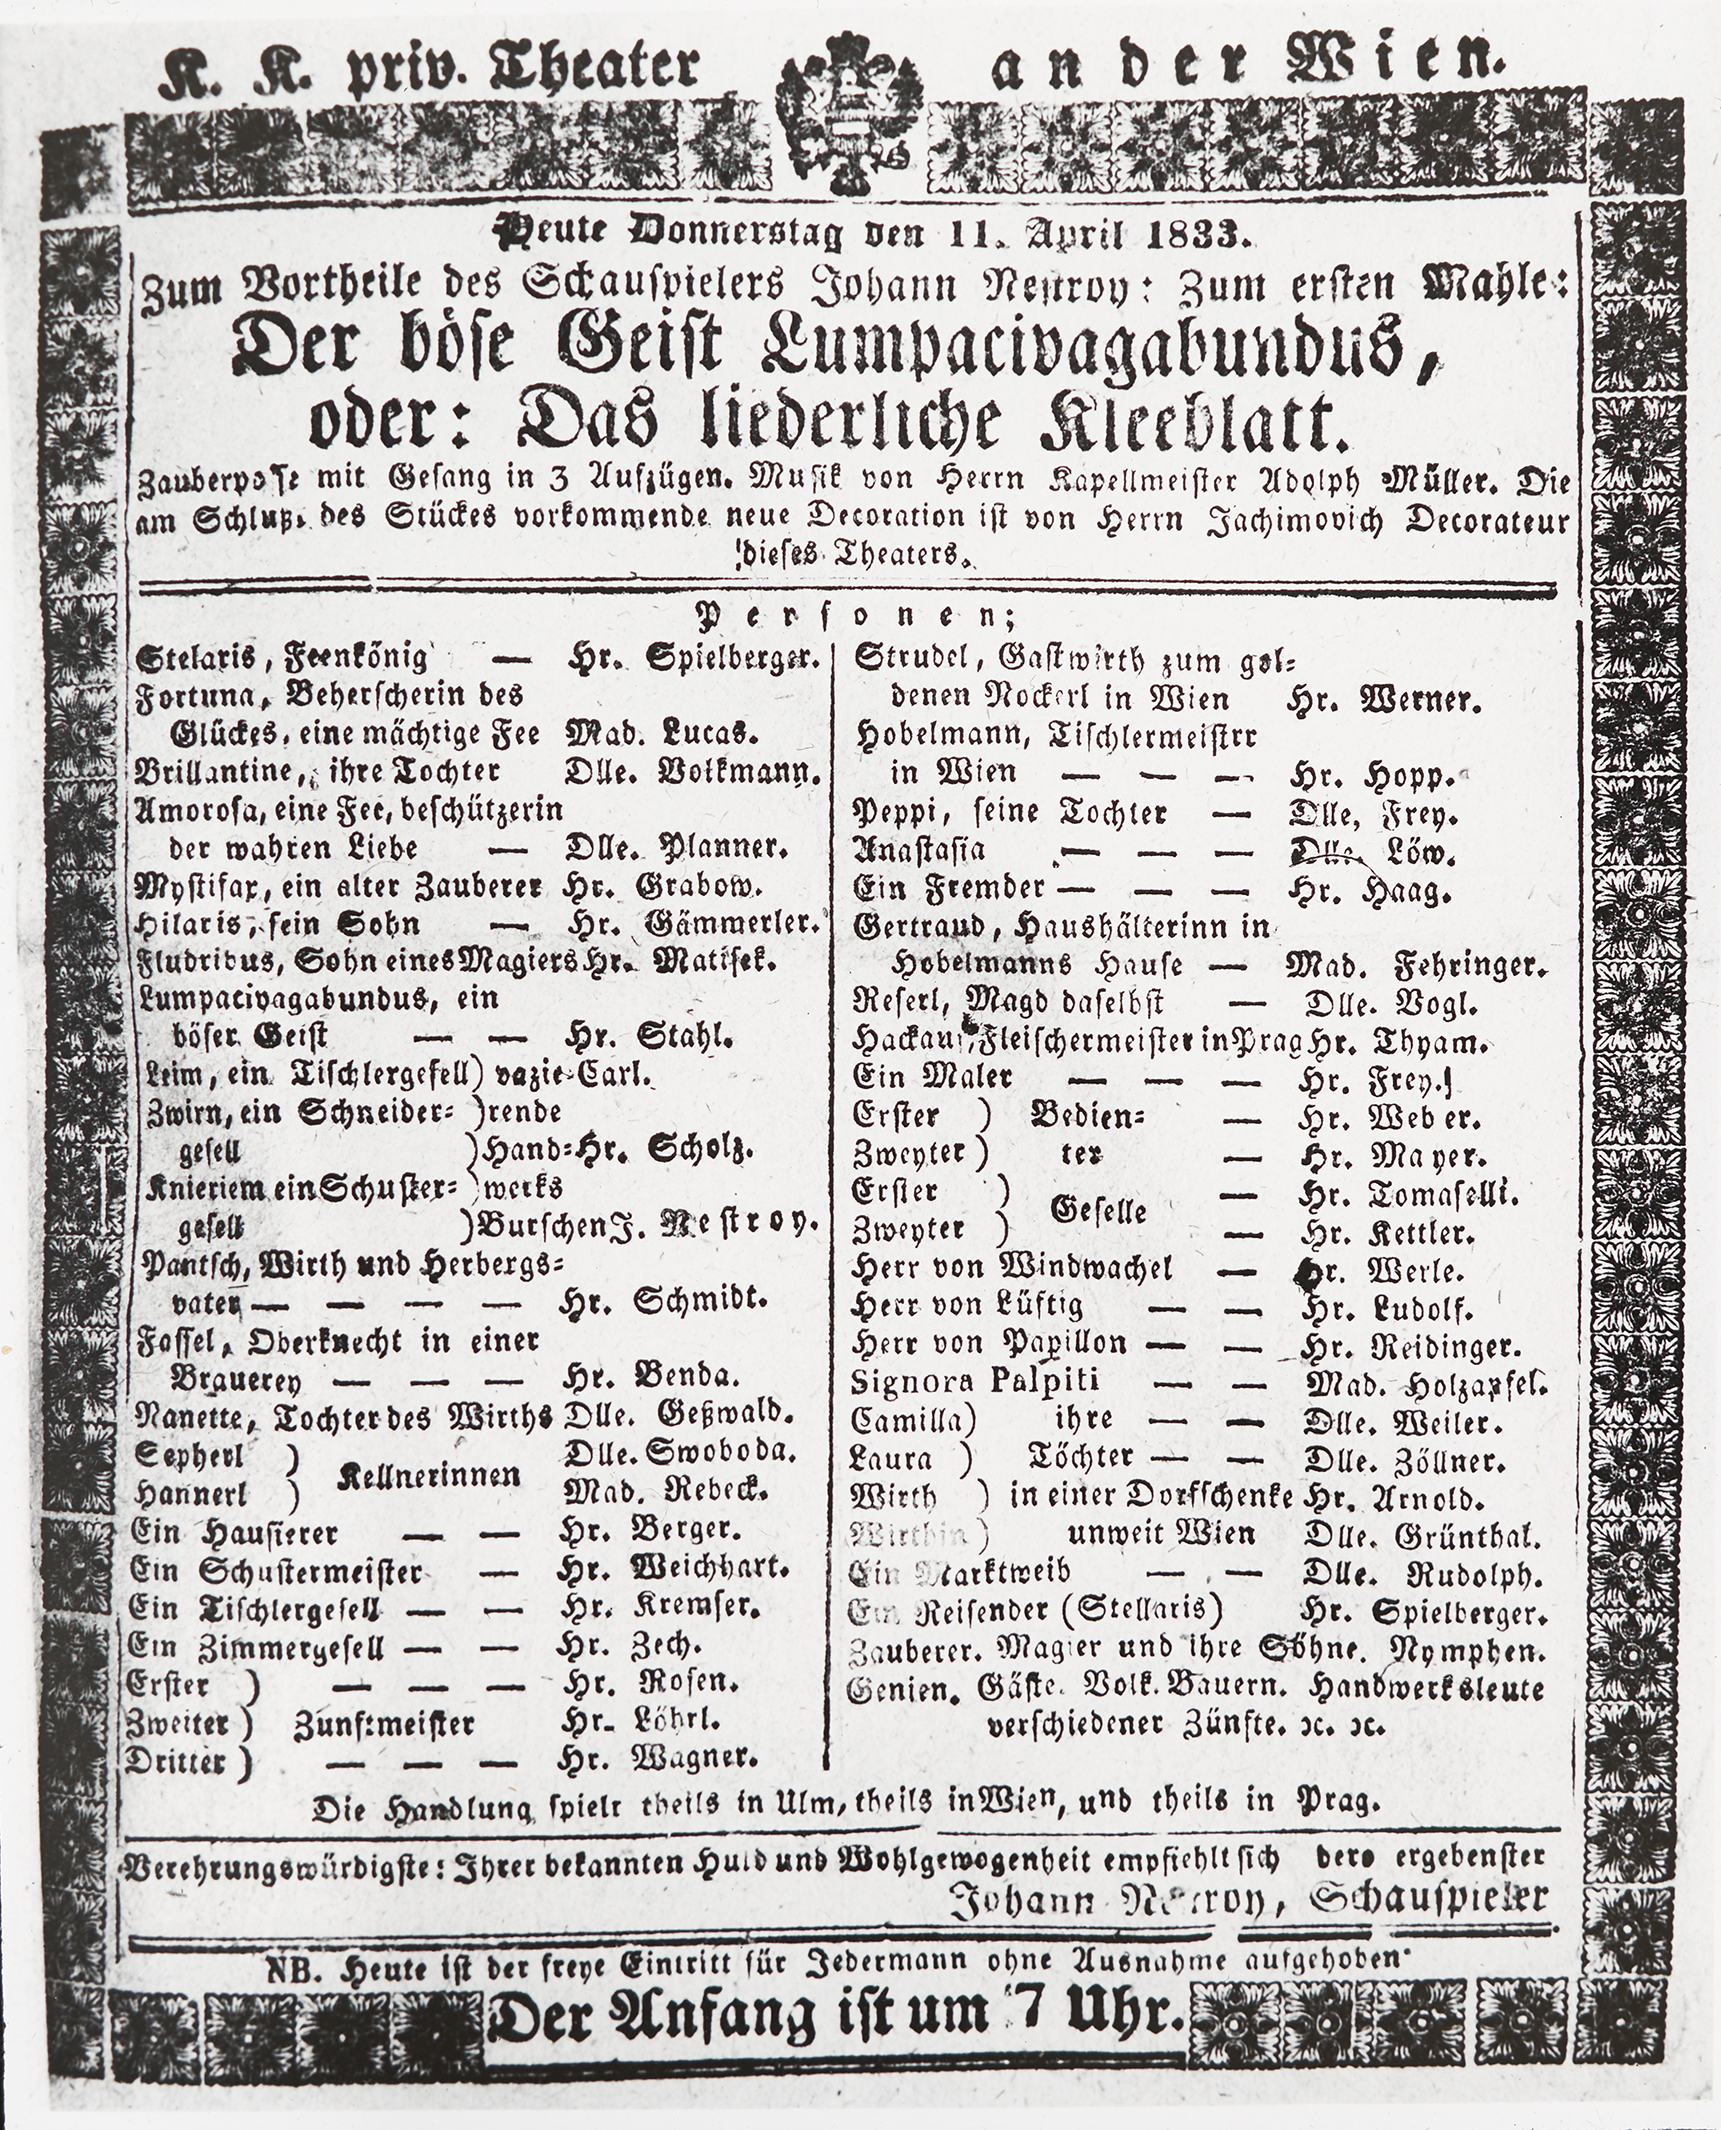 K. K. priv. Theater an der Wien.
Heute Donnerstag den 11. April 1833.
Zum Vortheile des Schauspielers Johann Nestroy: Zum ersten Mahle:
Der böse Geist Lumpacivagabundus,
oder: Das liederliche Kleeblatt.
Zauberposse mit Gesang in 3 Aufzügen. Musik von Herrn Kapellmeister Adolph Müller. Die
am Schluße des Stückes vorkommende neue Decoration ist von Herrn Jachimovich Decorateur
dieses Theaters.
Personen;
Stelaris, Feenkönig — Hr. Spielberger.
Fortuna, Beherscherin des
Glückes, eine mächtige Fee Mad. Lucas.
Brillantine, ihre Tochter Dlle. Volkmann.
Amorosa, eine Fee, beschützerin
der wahren Liebe — Dlle. Planner.
Mystifax, ein alter Zauberer Hr. Grabow.
Hilaris, sein Sohn — Hr. Gämmerler.
Fludribus, Sohn eines Magiers Hr. Matisek.
Lumpacivagabundus, ein
böser Geist — — Hr. Stahl.
Leim, ein Tischlergesell) vazie- Carl.
Zwirn, ein Schneider= )rende
gesell )Hand= Hr. Scholz.
Knieriem ein Schuster= )werks
gesell )Burschen J. Nestroy.
Pantsch, Wirth und Herbergs=
vater — — — — Hr. Schmidt.
Fassel, Oberknecht in einer
Brauerey — — — Hr. Benda.
Nanette, Tochter des Wirths Dlle. Geßwald.
Sepherl ) Dlle. Swoboda.
Kellnerinnen
Hannerl ) Mad. Rebeck.
Ein Hausierer — — Hr. Berger.
Ein Schustermeister — Hr. Weichhart.
Ein Tischlergesell — — Hr. Kremser.
Ein Zimmergesell — — Hr. Zech.
Erster ) — — — Hr. Rosen.
Zweiter ) Zunftmeister Hr. Löhrl.
Dritter ) — — — Hr. Wagner.
Strudel, Gastwirth zum gol=
denen Nockerl in Wien Hr. Werner.
Hobelmann, Tischlermeistrr
in Wien — — — Hr. Hopp.
Peppi, seine Tochter — Dlle, Frey.
Anastasia — — — Dlle. Löw.
Ein Fremder — — — Hr. Haag.
Gertraud, Haushälterinn in
Hobelmanns Hause — Mad. Fehringer.
Reserl, Magd daselbst — Dlle. Vogl.
Hackauf, Fleischermeister in Prag Hr. Thyam.
Ein Maler — — — Hr. Frey.
Erster ) Bedien= — Hr. Weber.
Zweyter ) ter — Hr. Mayer.
Erster ) — Hr. Tomaselli.
Geselle
Zweyter ) — Hr. Kettler.
Herr von Windwachel — Hr. Werle.
Herr von Lüftig — — Hr. Ludolf.
Herr von Papillon — — Hr. Reidinger.
Signora Palpiti — — Mad. Holzapfel.
Camilla) ihre — — Dlle. Weiler.
Laura ) Töchter — — Dlle. Zöllner.
Wirth ) in einer Dorfschenke Hr. Arnold.
Wirthin ) unweit Wien Dlle. Grünthal.
Ein Marktweib — — Dlle. Rudolph.
Ein Reisender (Stellaris) Hr. Spielberger.
Zauberer. Magier und ihre Söhne. Nymphen.
Genien. Gäste. Volk. Bauern. Handwerksleute
verschiedener Zünfte. ꝛc. ꝛc.
Die Handlung spielt theils in Ulm, theils in Wien, und theils in Prag.
Verehrungswürdigste: Ihrer bekannten Huld und Wohlgewogenheit empfiehlt sich dero ergebenster
Johann Nestroy, Schauspieler
NB. Heute ist der freye Eintritt für Jedermann ohne Ausnahme aufgehoben.
Der Anfang ist um 7 Uhr.